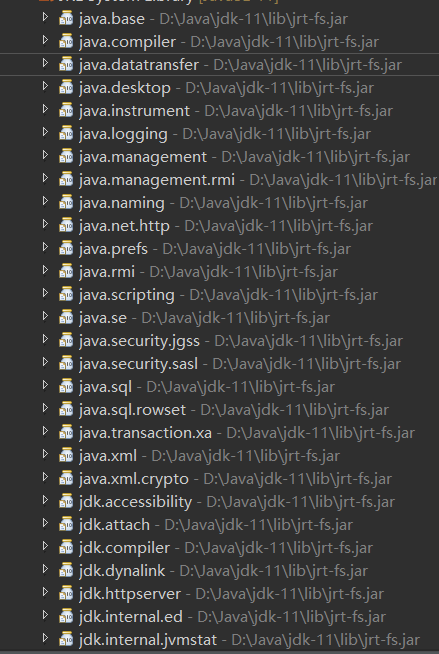 java.base - D:\Java\jdk-11\lib\jrt-fs.jar
java.compiler - D:\Java\jdk-11\lib\jrt-fs.jar
java.datatransfer - D:\Java\jdk-11\lib\jrt-fs.jar
java.desktop - D:\Java\jdk-11\lib\jrt-fs.jar
java.instrument - D:\Java\jdk-11\lib\jrt-fs.jar
java.logging - D:\Java\jdk-11\lib\jrt-fs.jar
java.management - D:\Java\jdk-11\lib\jrt-fs.jar
java.management.rmi - D:\Java\jdk-11\lib\jrt-fs.jar
java.naming - D:\Java\jdk-11\lib\jrt-fs.jar
java.net.http - D:\Java\jdk-11\lib\jrt-fs.jar
java.prefs - D:\Java\jdk-11\lib\jrt-fs.jar
java.rmi - D:\Java\jdk-11\lib\jrt-fs.jar
java.scripting - D:\Java\jdk-11\lib\jrt-fs.jar
java.se - D:\Java\jdk-11\lib\jrt-fs.jar
java.security.jgss - D:\Java\jdk-11\lib\jrt-fs.jar
java.security.sasl - D:\Java\jdk-11\lib\jrt-fs.jar
java.sql - D:\Java\jdk-11\lib\jrt-fs.jar
java.sql.rowset - D:\Java\jdk-11\lib\jrt-fs.jar
java.transaction.xa - D:\Java\jdk-11\lib\jrt-fs.jar
java.xml - D:\Java\jdk-11\lib\jrt-fs.jar
java.xml.crypto - D:\Java\jdk-11\lib\jrt-fs.jar
jdk.accessibility - D:\Java\jdk-11\lib\jrt-fs.jar
jdk.attach - D:\Java\jdk-11\lib\jrt-fs.jar
jdk.compiler - D:\Java\jdk-11\lib\jrt-fs.jar
jdk.dynalink - D:\Java\jdk-11\lib\jrt-fs.jar
jdk.httpserver - D:\Java\jdk-11\lib\jrt-fs.jar
jdk.internal.ed - D:\Java\jdk-11\lib\jrt-fs.jar
jdk.internal.jvmstat - D:\Java\jdk-11\lib\jrt-fs.jar